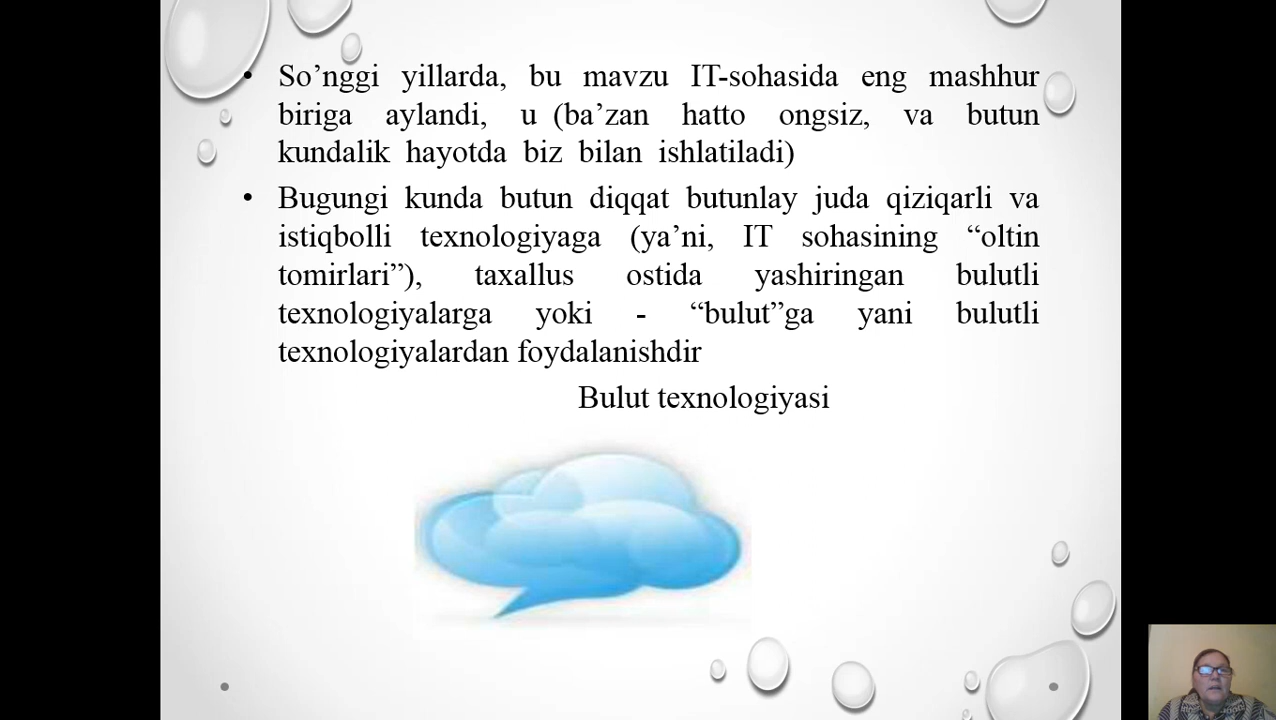 • So’nggi yillarda, bu mavzu IT-sohasida eng mashhur
biriga aylandi, u (ba’zan hatto ongsiz, va butun
kundalik hayotda biz bilan ishlatiladi)
• Bugungi kunda butun diqqat butunlay juda qiziqarli va
istiqbolli texnologiyaga (ya’ni, IT sohasining “oltin
tomirlari”), taxallus ostida yashiringan bulutli
texnologiyalarga yoki - “bulut”ga yani bulutli
texnologiyalardan foydalanishdir
Bulut texnologiyasi